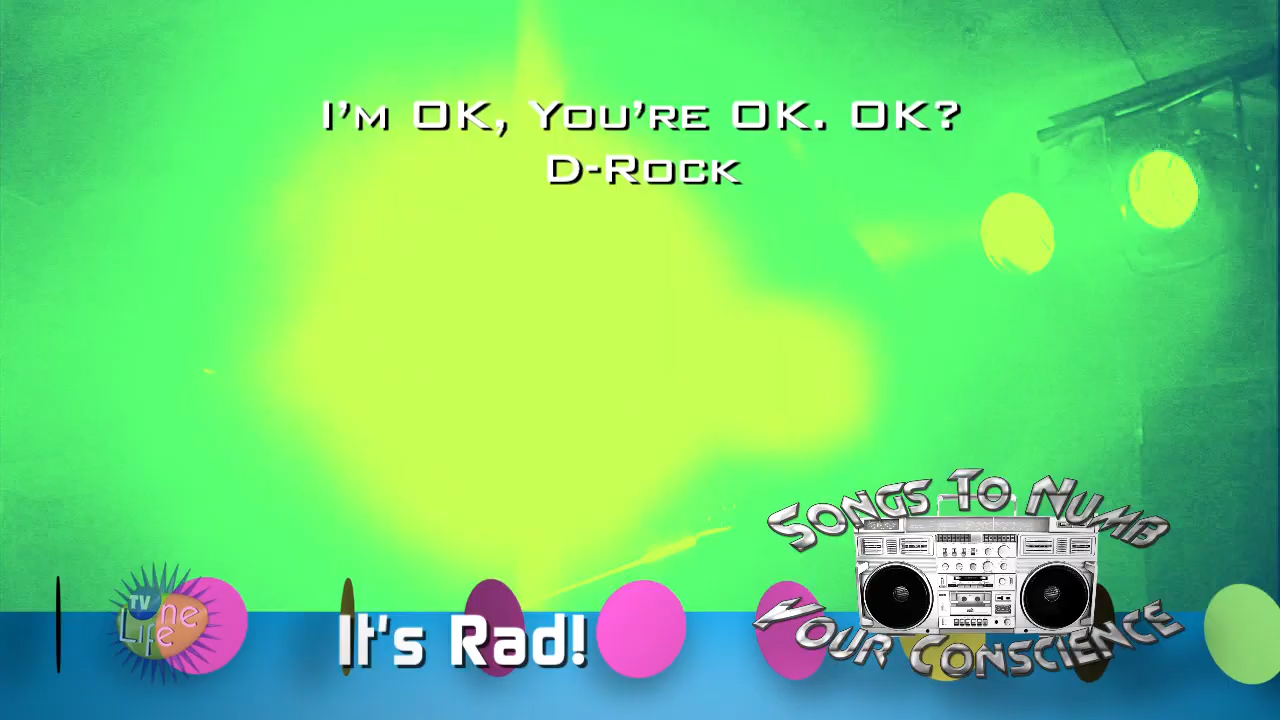 I'm OK, You're OK. OK?
D-Rock
Songs To Numb
Your Conscience
TV
One
Life
It's Rad!